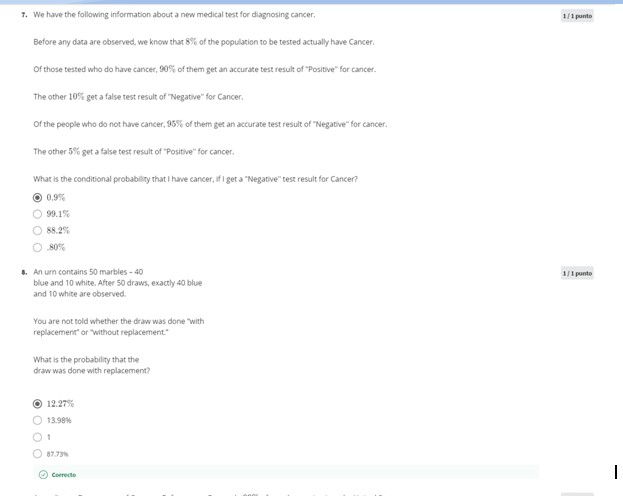 7. We have the following information about a new medical test for diagnosing cancer.
1 / 1 punto
Before any data are observed, we know that 8% of the population to be tested actually have Cancer.
Of those tested who do have cancer, 90% of them get an accurate test result of "Positive" for cancer.
The other 10% get a false test result of "Negative" for Cancer.
Of the people who do not have cancer, 95% of them get an accurate test result of "Negative" for cancer.
The other 5% get a false test result of "Positive" for cancer.
What is the conditional probability that I have cancer, if I get a "Negative" test result for Cancer?
0.9%
99.1%
88.2%
.80%
8. An urn contains 50 marbles – 40
1 / 1 punto
blue and 10 white. After 50 draws, exactly 40 blue
and 10 white are observed.
You are not told whether the draw was done "with
replacement" or "without replacement."
What is the probability that the
draw was done with replacement?
12.27%
13.98%
1
87.73%
Correcto